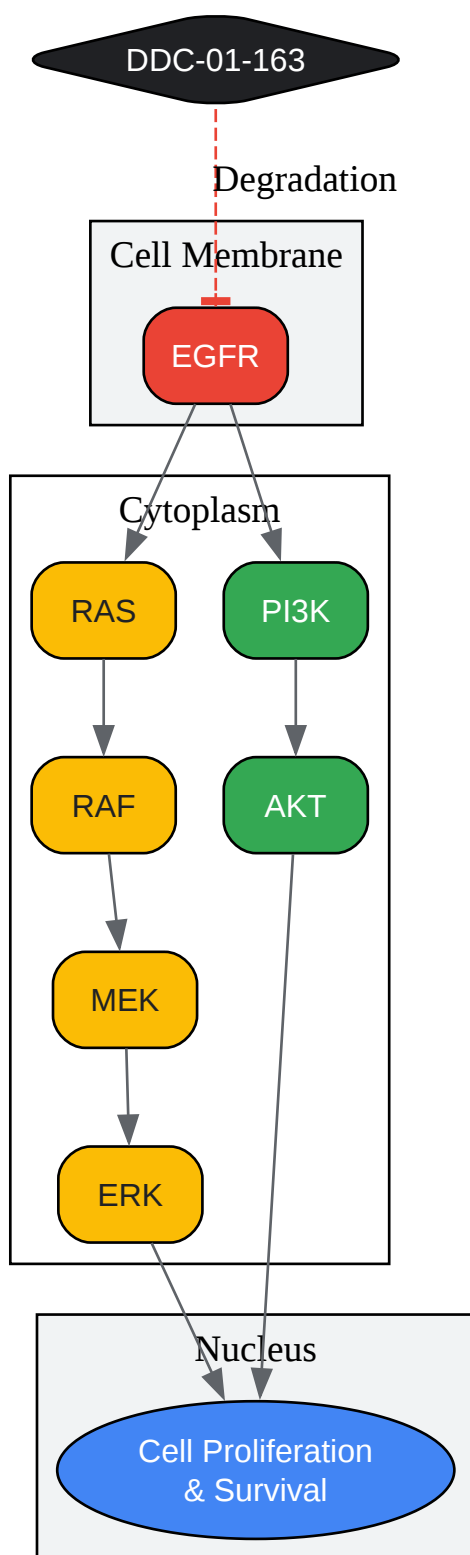 DDC-01-163
Degradation
Cell Membrane
EGFR
Cytoplasm
RAS
PI3K
RAF
AKT
MEK
ERK
Nucleus
Cell Proliferation
& Survival